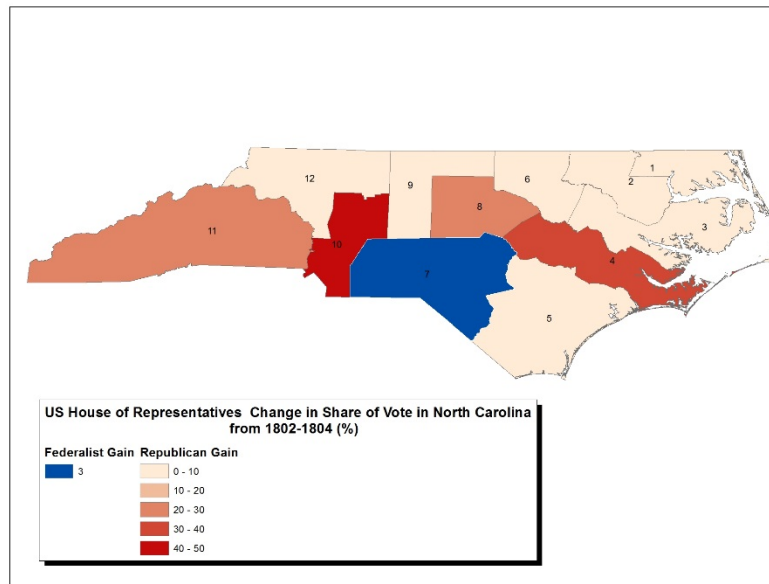 1
12
9
6
2
8
3
11
10
4
7
5
US House of Representatives Change in Share of Vote in North Carolina
from 1802-1804 (%)
Federalist Gain Republican Gain
3 0 - 10
10 - 20
20 - 30
30 - 40
40 - 50